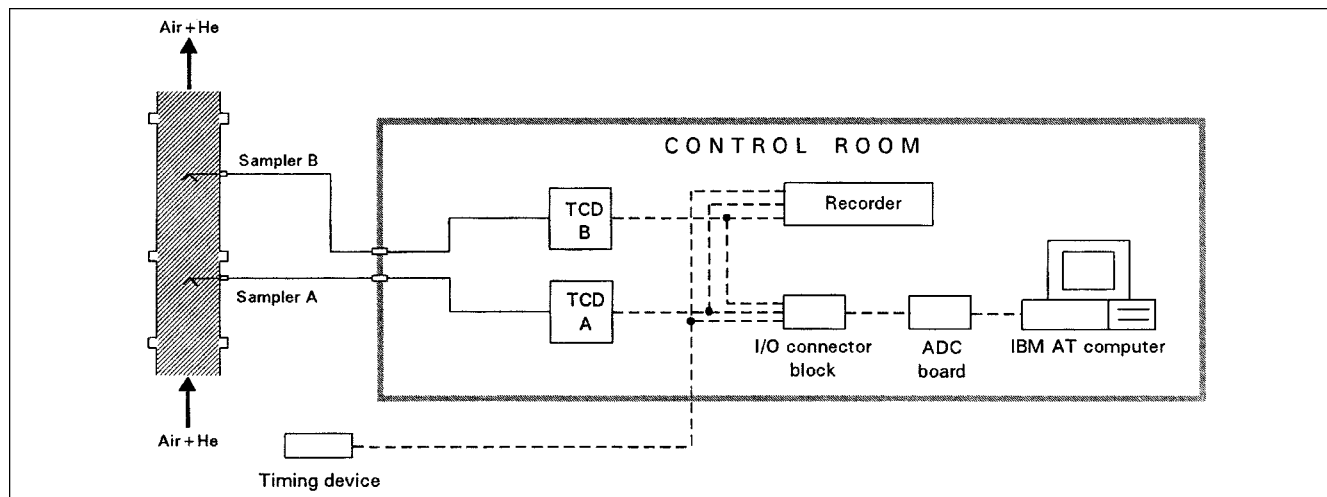 Air+He
CONTROL ROOM
Sampler B
TCD
B
Recorder
Sampler A
TCD
A
I/O connector
block
ADC
board
IBM AT computer
Air+He
Timing device